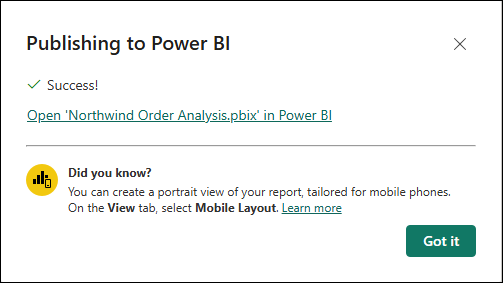 Publishing to Power BI
Success!
Open 'Northwind Order Analysis.pbix' in Power BI
Did you know?
You can create a portrait view of your report, tailored for mobile phones.
On the View tab, select Mobile Layout. Learn more
Got it